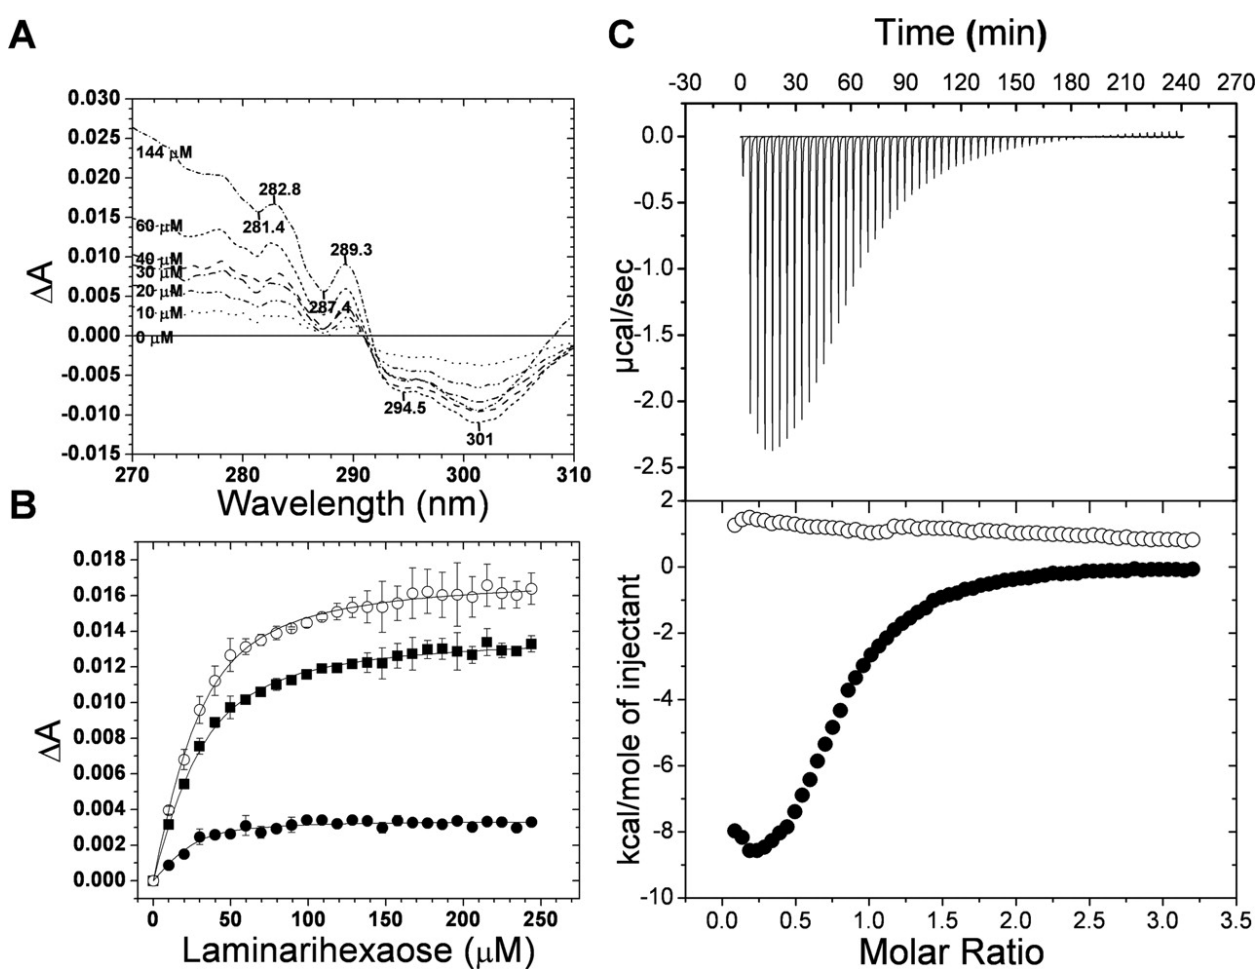 A
0.030
0.025
0.020
0.015
0.010
0.005
0.000
-0.005
-0.010
-0.015
ΔA
144 µM
60 µM
40 µM
30 µM
20 µM
10 µM
0 µM
282.8
281.4
289.3
287.4
294.5
301
270 280 290 300 310
Wavelength (nm)
B
0.018
0.016
0.014
0.012
0.010
0.008
0.006
0.004
0.002
0.000
ΔA
0 50 100 150 200 250
Laminarihexaose (µM)
C
Time (min)
-30 0 30 60 90 120 150 180 210 240 270
0.0
-0.5
-1.0
-1.5
-2.0
-2.5
µcal/sec
2
0
-2
-4
-6
-8
-10
kcal/mole of injectant
0.0 0.5 1.0 1.5 2.0 2.5 3.0 3.5
Molar Ratio